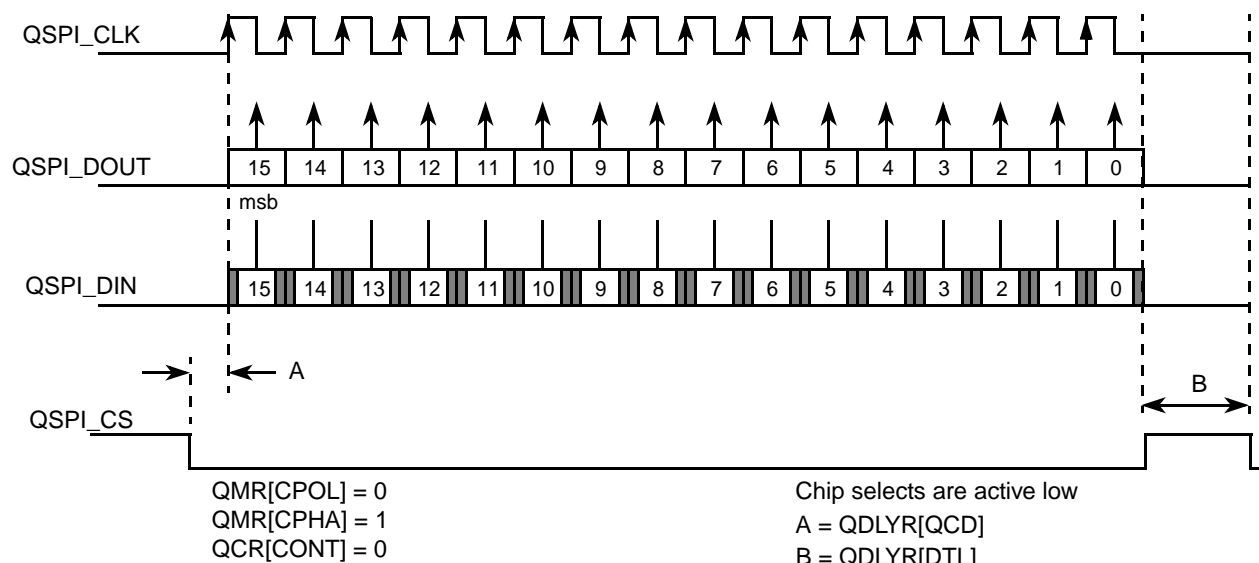 QSPI_CLK
QSPI_DOUT
15 14 13 12 11 10 9 8 7 6 5 4 3 2 1 0
msb
QSPI_DIN
15 14 13 12 11 10 9 8 7 6 5 4 3 2 1 0
A
B
QSPI_CS
QMR[CPOL] = 0
QMR[CPHA] = 1
QCR[CONT] = 0
Chip selects are active low
A = QDLYR[QCD]
B = QDLYR[DTL]